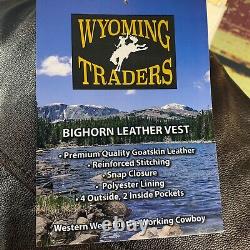 WYOMING
TRADERS
BIGHORN LEATHER VEST
• Premium Quality Goatskin Leather
• Reinforced Stitching
• Snap Closure
• Polyester Lining
• 4 Outside, 2 Inside Pockets
Western Wear Working Cowboy